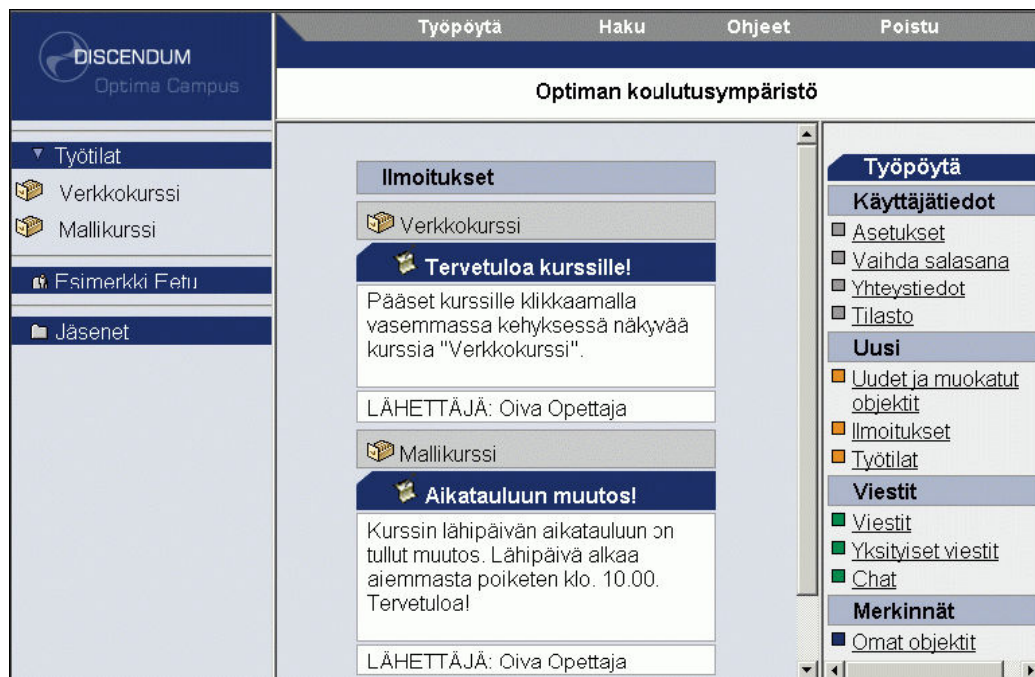 Työpöytä Haku Ohjeet Poistu
DISCENDUM
Optima Campus
Optiman koulutusympäristö
Työtilat
Verkkokurssi
Mallikurssi
Esimerkki Eetu
Jäsenet
Ilmoitukset
Verkkokurssi
Tervetuloa kurssille!
Pääset kurssille klikkaamalla
vasemmassa kehyksessä näkyvää
kurssia "Verkkokurssi".
LÄHETTÄJÄ: Oiva Opettaja
Mallikurssi
Aikatauluun muutos!
Kurssin lähipäivän aikatauluun on
tullut muutos. Lähipäivä alkaa
aiemmasta poiketen klo. 10.00.
Tervetuloa!
LÄHETTÄJÄ: Oiva Opettaja
Työpöytä
Käyttäjätiedot
Asetukset
Vaihda salasana
Yhteystiedot
Tilasto
Uusi
Uudet ja muokatut
objektit
Ilmoitukset
Työtilat
Viestit
Viestit
Yksityiset viestit
Chat
Merkinnät
Omat objektit